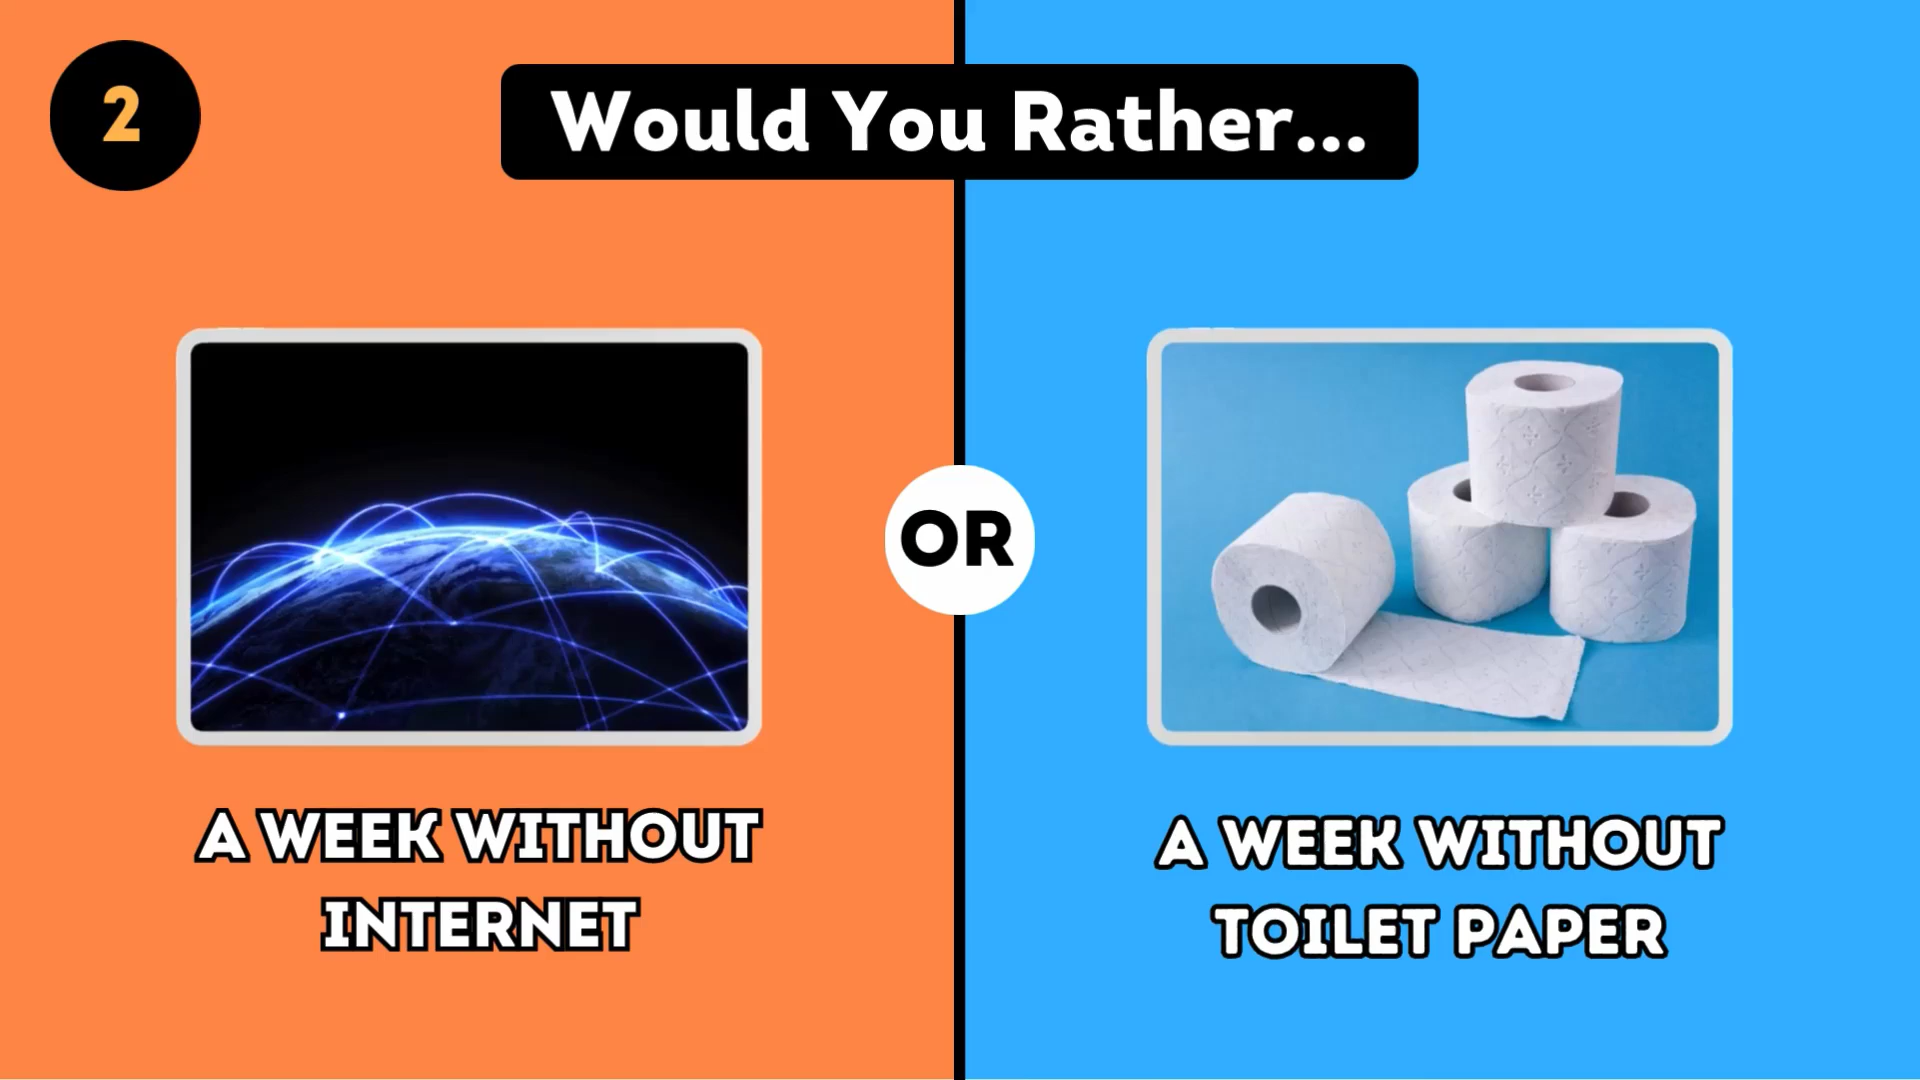 2
Would You Rather...
OR
A WEEK WITHOUT
INTERNET
A WEEK WITHOUT
TOILET PAPER